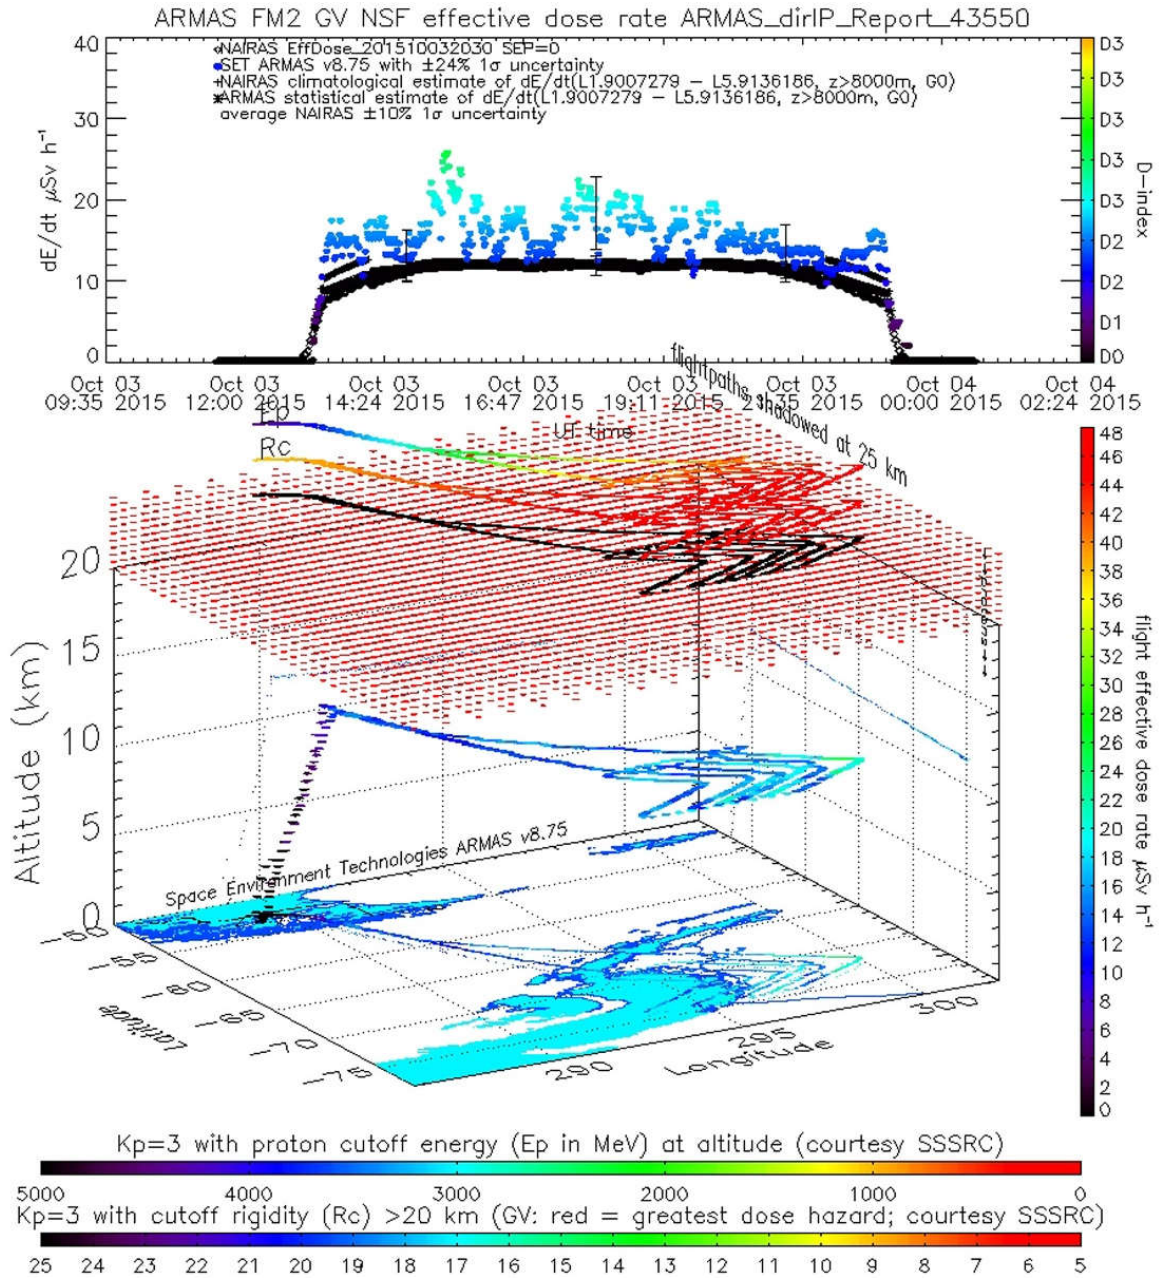 ARMAS FM2 GV NSF effective dose rate ARMAS_dirIP_Report_43550
40
30
20
10
0
dE/dt μSv h⁻¹
NAIRAS EffDose_201510032030 SEP=0
SET ARMAS v8.75 with ±24% 1σ uncertainty
NAIRAS climatological estimate of dE/dt(L1.9007279 – L5.9136186, z>8000m, G0)
ARMAS statistical estimate of dE/dt(L1.9007279 – L5.9136186, z>8000m, G0)
average NAIRAS ±10% 1σ uncertainty
D3
D3
D3
D3
D3
D2
D2
D1
D0
D-index
Oct 03 Oct 03 Oct 03 Oct 03 Oct 03 Oct 03 Oct 04 Oct 04
09:35 2015 12:00 2015 14:24 2015 16:47 2015 19:11 2015 2015 00:00 2015 02:24 2015
UT time
flightpaths shadowed at 25 km
Ep
Rc
20
15
10
5
0
Altitude (km)
Space Environment Technologies ARMAS v8.75
-50
-55
-60
-65
-70
-75
Latitude
290
295
300
Longitude
48
46
44
42
40
38
36
34
32
30
28
26
24
22
20
18
16
14
12
10
8
6
4
2
0
flight effective dose rate μSv h⁻¹
Kp=3 with proton cutoff energy (Ep in MeV) at altitude (courtesy SSSRC)
5000 4000 3000 2000 1000 0
Kp=3 with cutoff rigidity (Rc) >20 km (GV: red = greatest dose hazard; courtesy SSSRC)
25 24 23 22 21 20 19 18 17 16 15 14 13 12 11 10 9 8 7 6 5